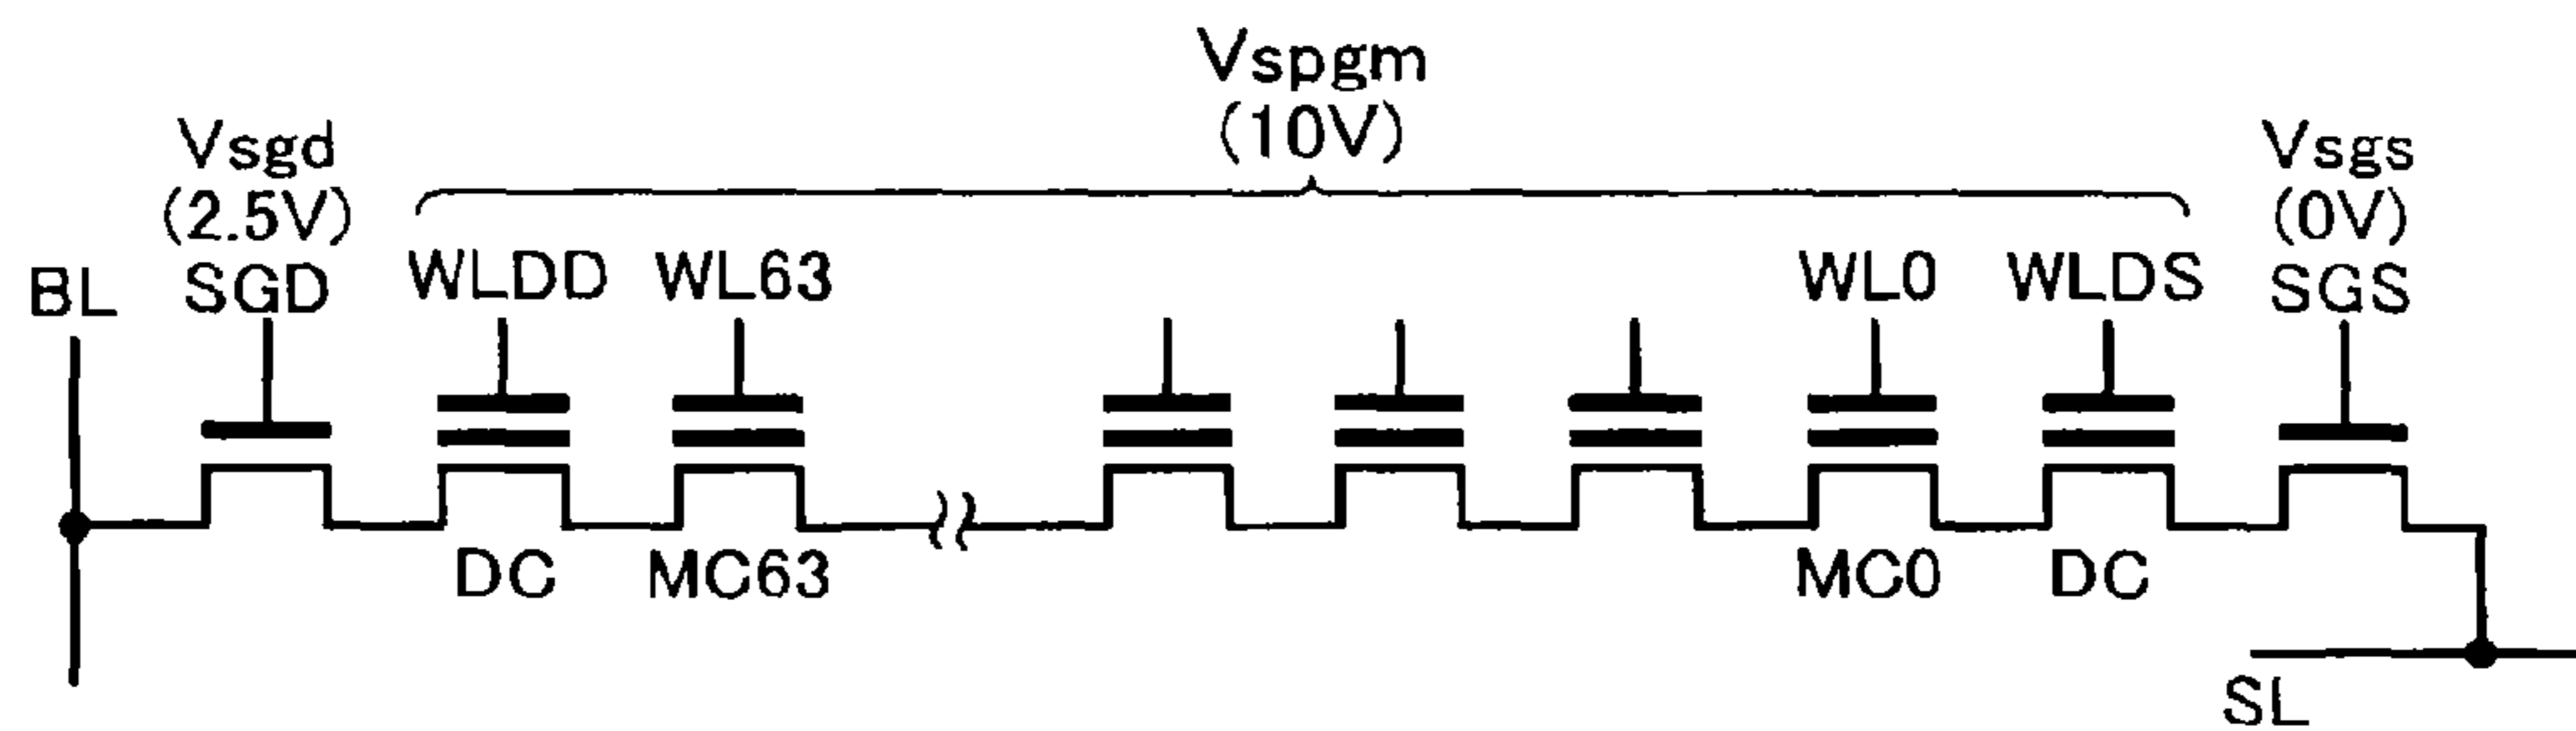 Vspgm
(10V)
Vsgd
(2.5V)
Vsgs
(0V)
BL SGD WLDD WL63 WL0 WLDS SGS
DC MC63 MC0 DC
SL